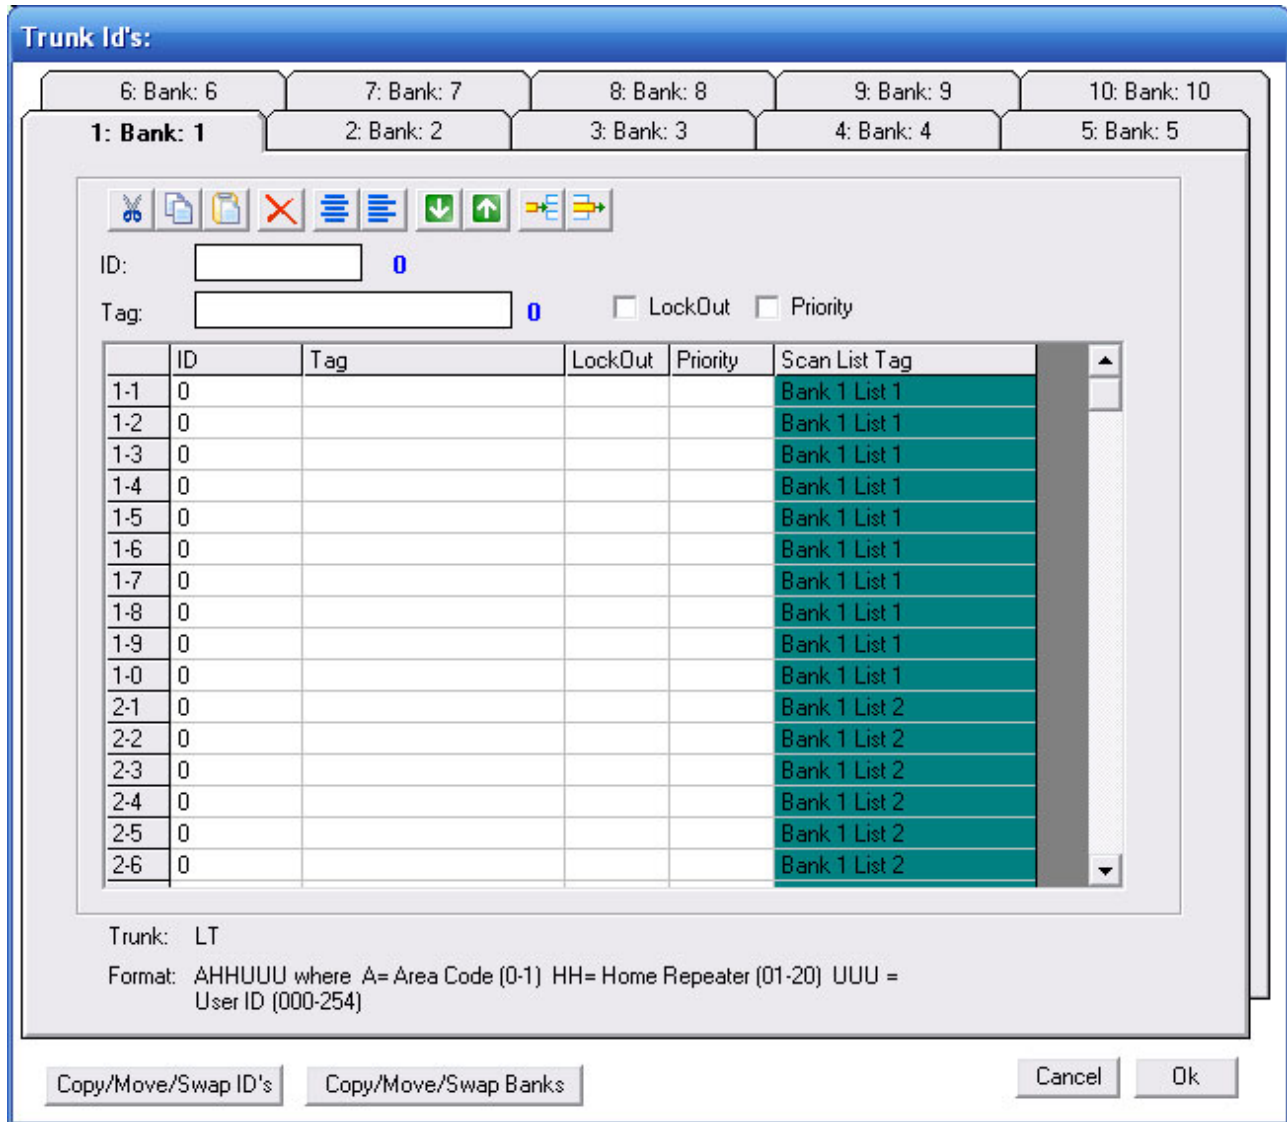 Trunk Id's:
6: Bank: 6 7: Bank: 7 8: Bank: 8 9: Bank: 9 10: Bank: 10
1: Bank: 1 2: Bank: 2 3: Bank: 3 4: Bank: 4 5: Bank: 5
ID: 0
Tag: 0 LockOut Priority
ID Tag LockOut Priority Scan List Tag
1-1 0 Bank 1 List 1
1-2 0 Bank 1 List 1
1-3 0 Bank 1 List 1
1-4 0 Bank 1 List 1
1-5 0 Bank 1 List 1
1-6 0 Bank 1 List 1
1-7 0 Bank 1 List 1
1-8 0 Bank 1 List 1
1-9 0 Bank 1 List 1
1-0 0 Bank 1 List 1
2-1 0 Bank 1 List 2
2-2 0 Bank 1 List 2
2-3 0 Bank 1 List 2
2-4 0 Bank 1 List 2
2-5 0 Bank 1 List 2
2-6 0 Bank 1 List 2
Trunk: LT
Format: AHHUUU where A= Area Code (0-1) HH= Home Repeater (01-20) UUU =
User ID (000-254)
Copy/Move/Swap ID's Copy/Move/Swap Banks Cancel Ok